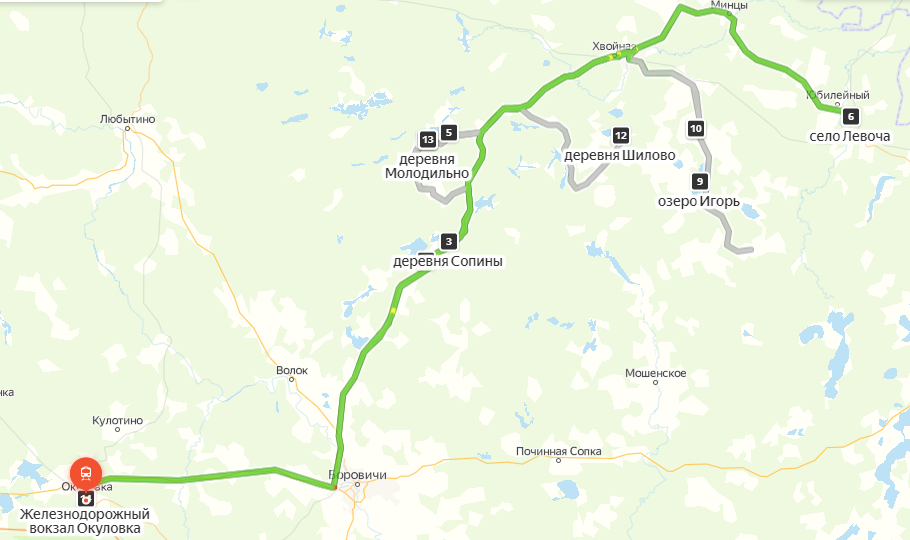 Минцы
Хвойная
Юбилейный
6
село Левоча
Любытино
13
5
деревня
Молодильно
12
деревня Шилово
10
9
озеро Игорь
3
деревня Сопины
Волок
Мошенское
Кулотино
Починная Сопка
Боровичи
Железнодорожный
вокзал Окуловка